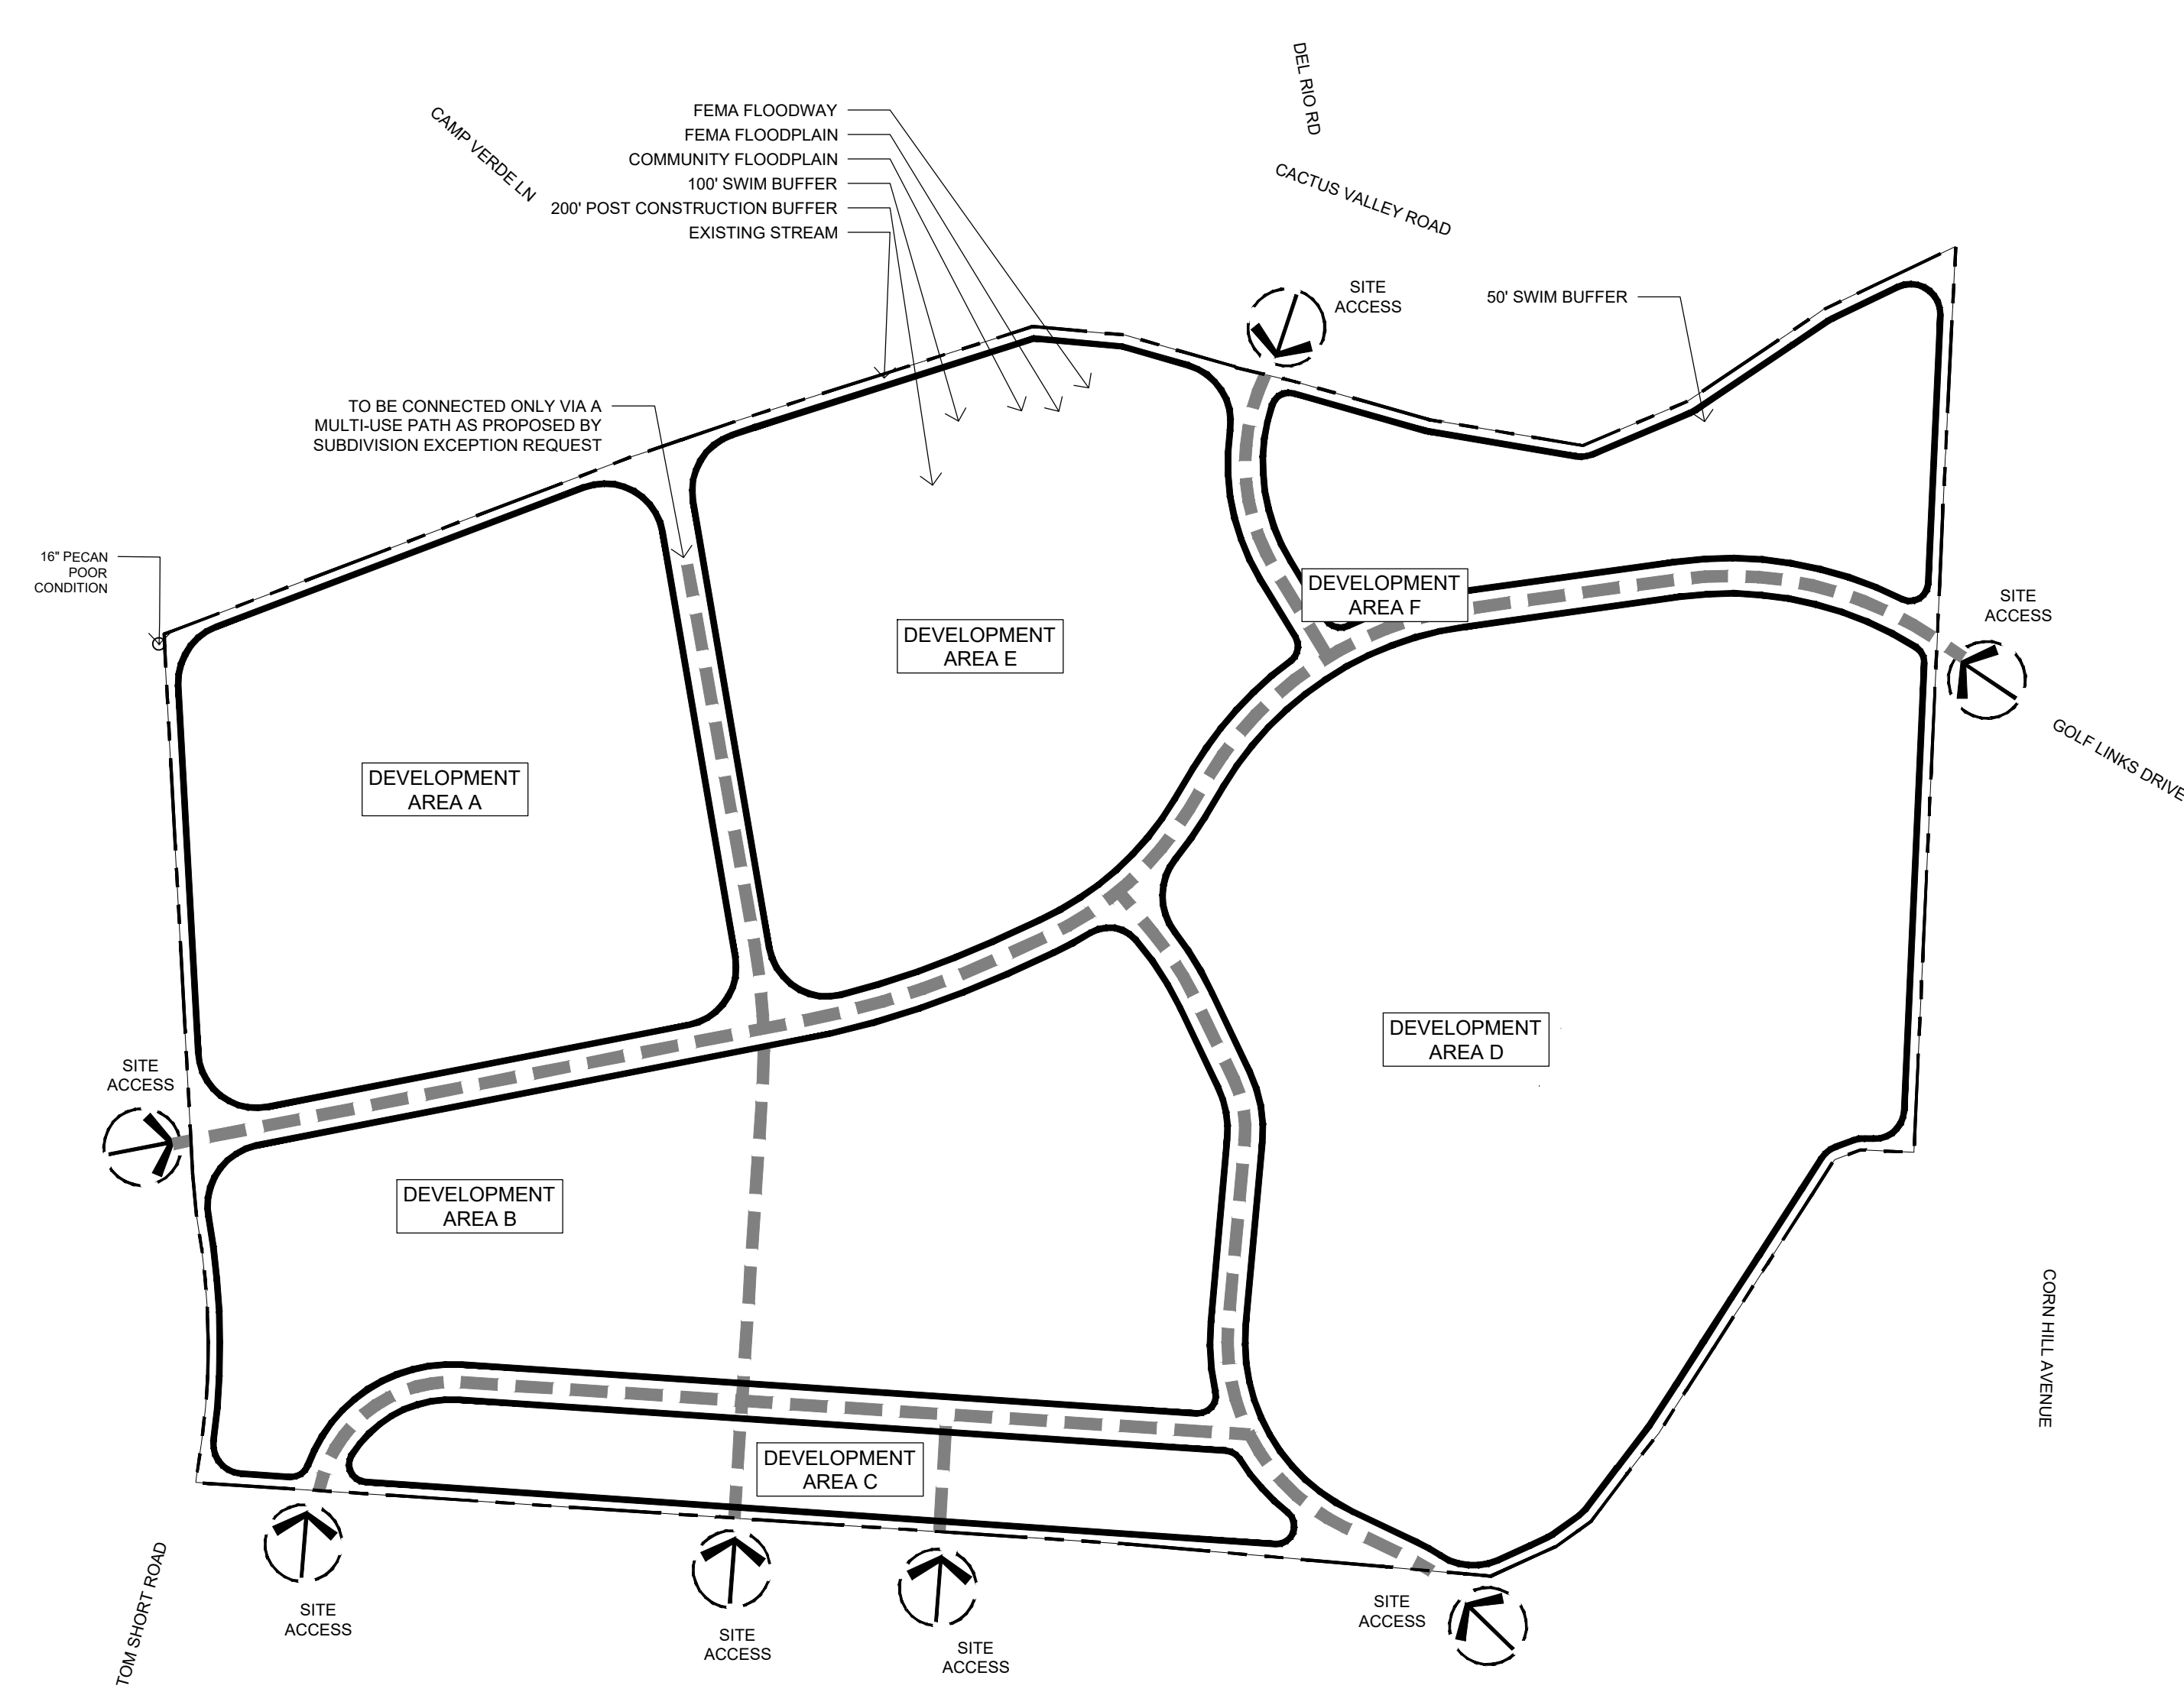 DEL RIO RD
CAMP VERDE LN
FEMA FLOODWAY
FEMA FLOODPLAIN
COMMUNITY FLOODPLAIN
100' SWIM BUFFER
200' POST CONSTRUCTION BUFFER
EXISTING STREAM
CACTUS VALLEY ROAD
SITE
ACCESS
50' SWIM BUFFER
TO BE CONNECTED ONLY VIA A
MULTI-USE PATH AS PROPOSED BY
SUBDIVISION EXCEPTION REQUEST
16" PECAN
POOR
CONDITION
DEVELOPMENT
AREA F
SITE
ACCESS
DEVELOPMENT
AREA E
GOLF LINKS DRIVE
DEVELOPMENT
AREA A
DEVELOPMENT
AREA D
SITE
ACCESS
DEVELOPMENT
AREA B
CORN HILL AVENUE
DEVELOPMENT
AREA C
TOM SHORT ROAD
SITE
ACCESS
SITE
ACCESS
SITE
ACCESS
SITE
ACCESS